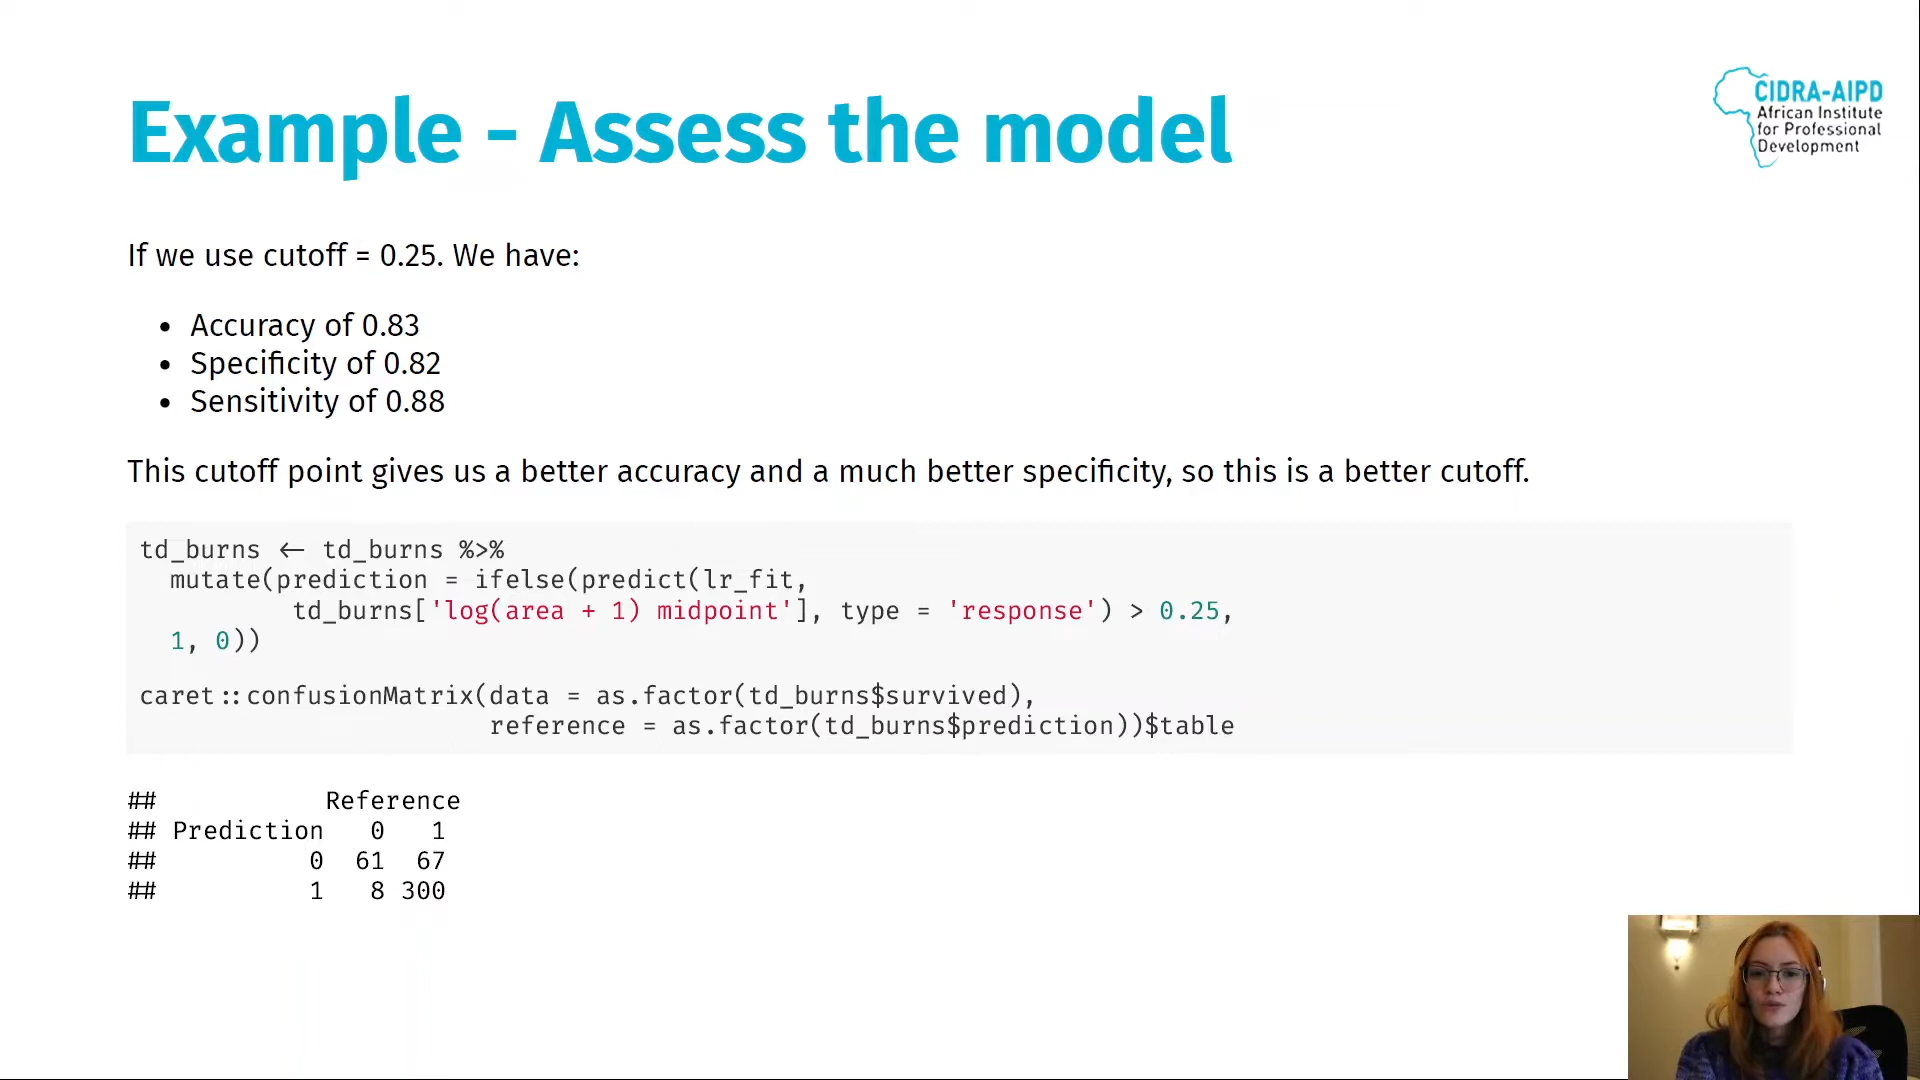 Example - Assess the model
CIDRA-AIPD
African Institute
for Professional
Development
If we use cutoff = 0.25. We have:
• Accuracy of 0.83
• Specificity of 0.82
• Sensitivity of 0.88
This cutoff point gives us a better accuracy and a much better specificity, so this is a better cutoff.
td_burns <- td_burns %>%
  mutate(prediction = ifelse(predict(lr_fit,
          td_burns['log(area + 1) midpoint'], type = 'response') > 0.25,
  1, 0))
caret::confusionMatrix(data = as.factor(td_burns$survived),
                       reference = as.factor(td_burns$prediction))$table
##           Reference
## Prediction   0   1
##          0  61  67
##          1   8 300